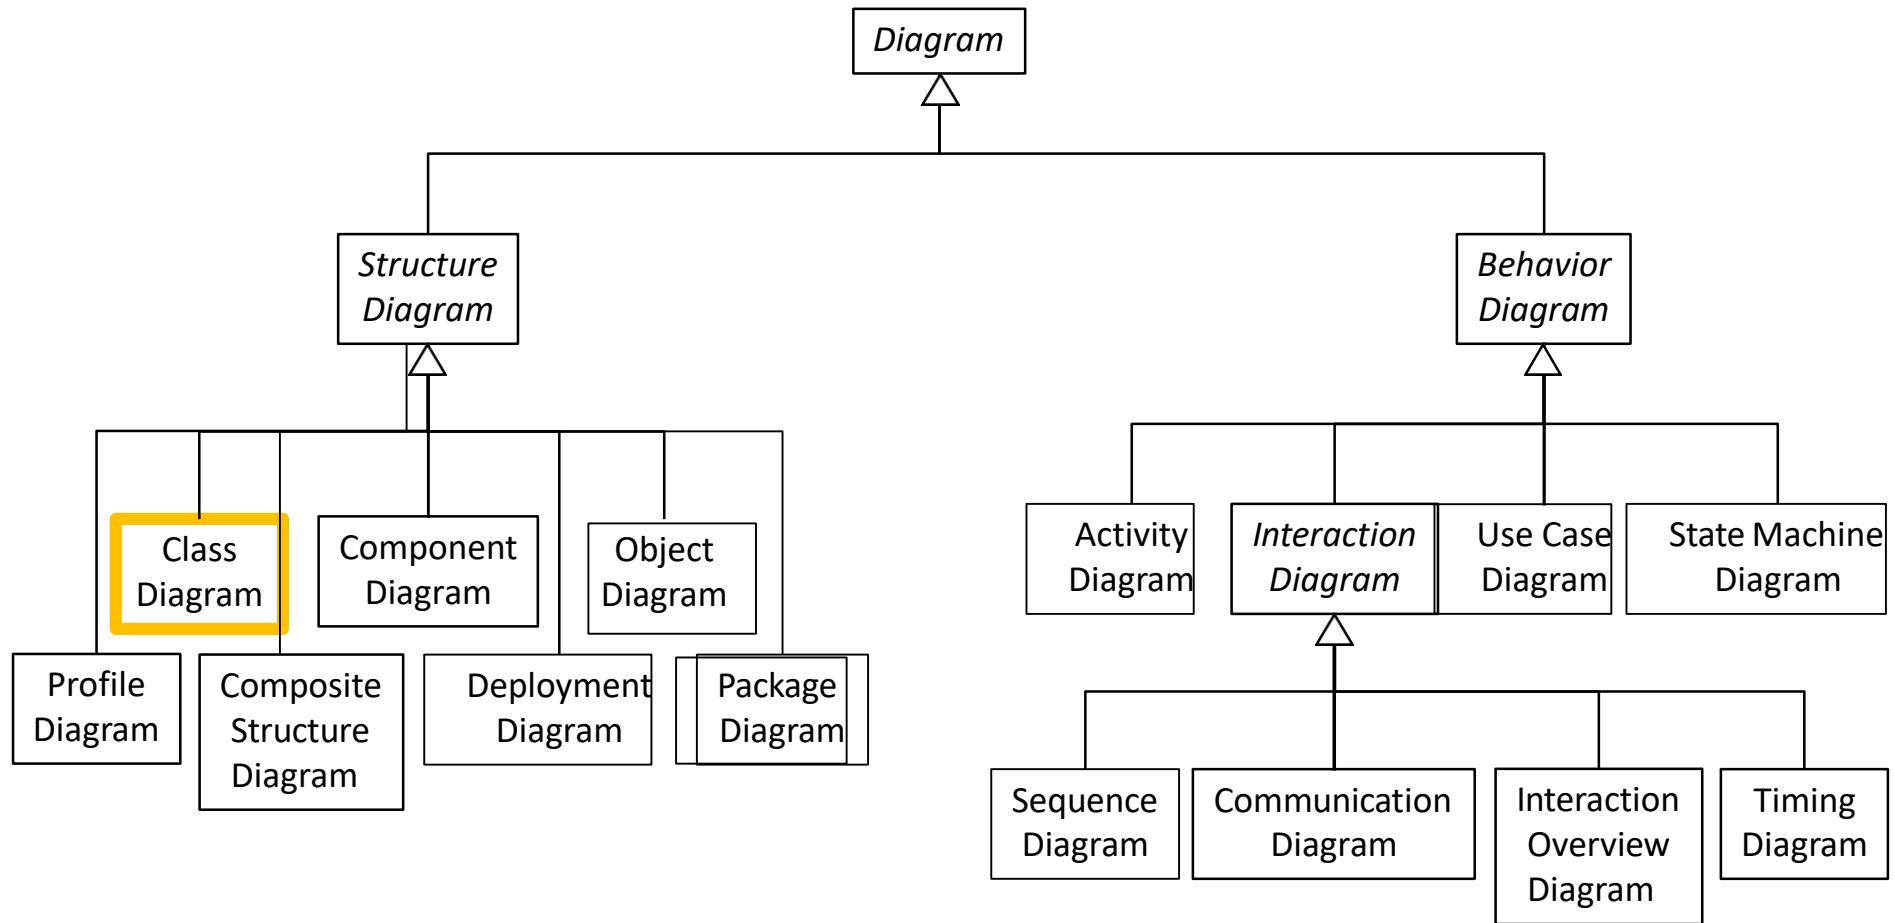 Diagram
Structure
Diagram
Behavior
Diagram
Class
Diagram
Component
Diagram
Object
Diagram
Activity
Diagram
Interaction
Diagram
Use Case
Diagram
State Machine
Diagram
Profile
Diagram
Composite
Structure
Diagram
Deployment
Diagram
Package
Diagram
Sequence
Diagram
Communication
Diagram
Interaction
Overview
Diagram
Timing
Diagram